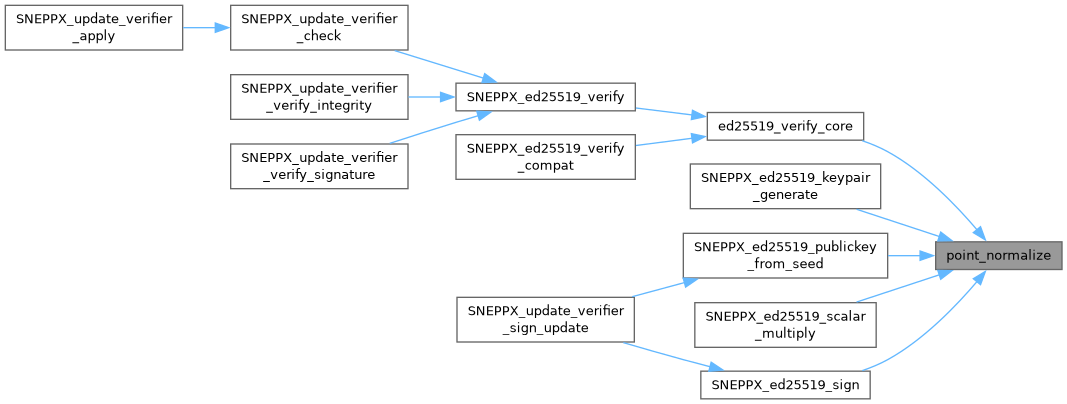 SNEPPX_update_verifier
_apply
SNEPPX_update_verifier
_check
SNEPPX_update_verifier
_verify_integrity
SNEPPX_update_verifier
_verify_signature
SNEPPX_ed25519_verify
SNEPPX_ed25519_verify
_compat
ed25519_verify_core
SNEPPX_ed25519_keypair
_generate
SNEPPX_ed25519_publickey
_from_seed
SNEPPX_update_verifier
_sign_update
SNEPPX_ed25519_scalar
_multiply
SNEPPX_ed25519_sign
point_normalize